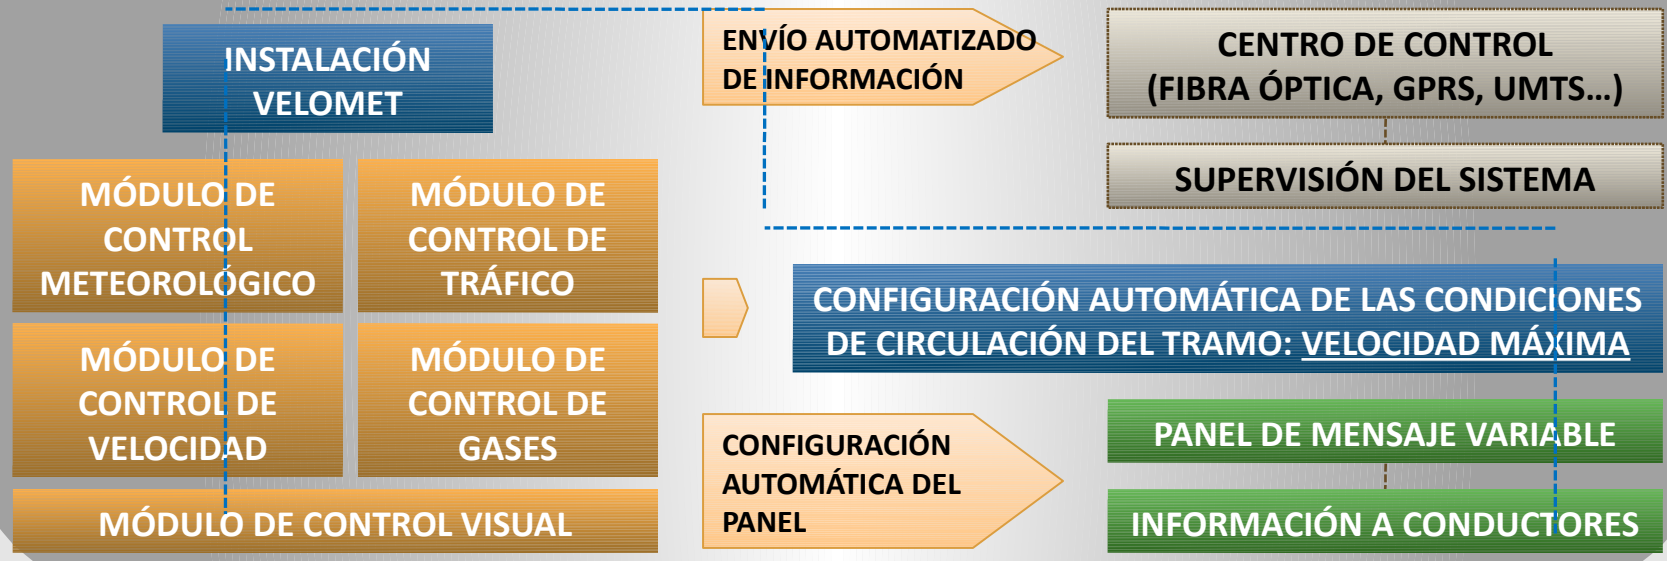 INSTALACIÓN
VELOMET
MÓDULO DE
CONTROL
METEOROLÓGICO
MÓDULO DE
CONTROL DE
TRÁFICO
MÓDULO DE
CONTROL DE
VELOCIDAD
MÓDULO DE
CONTROL DE
GASES
MÓDULO DE CONTROL VISUAL
ENVÍO AUTOMATIZADO
DE INFORMACIÓN
CENTRO DE CONTROL
(FIBRA ÓPTICA, GPRS, UMTS...)
SUPERVISIÓN DEL SISTEMA
CONFIGURACIÓN AUTOMÁTICA DE LAS CONDICIONES
DE CIRCULACIÓN DEL TRAMO: VELOCIDAD MÁXIMA
CONFIGURACIÓN
AUTOMÁTICA DEL
PANEL
PANEL DE MENSAJE VARIABLE
INFORMACIÓN A CONDUCTORES